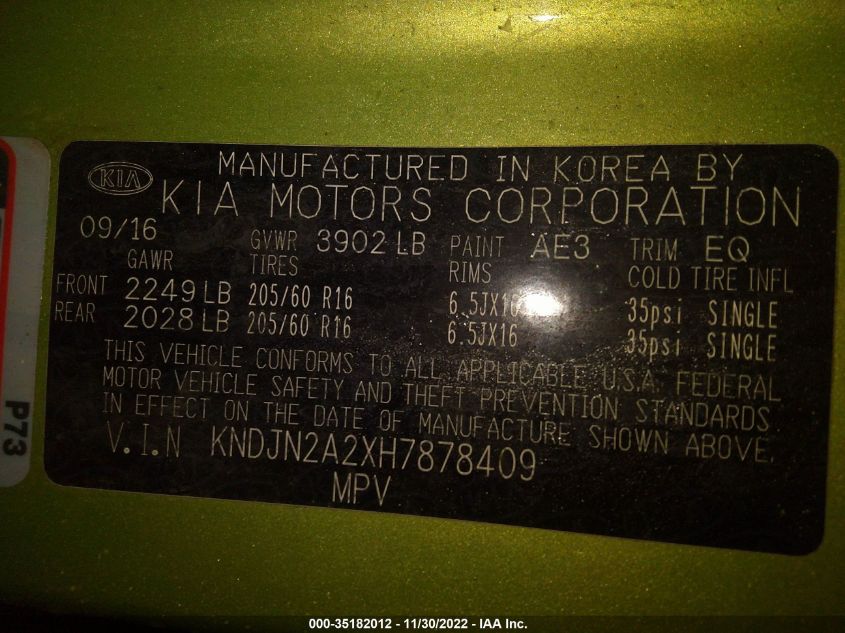 MANUFACTURED IN KOREA BY
KIA KIA MOTORS CORPORATION
09/16 GVWR 3902 LB PAINT AE3 TRIM EQ
GAWR TIRES RIMS COLD TIRE INFL
FRONT 2249 LB 205/60 R16 6.5JX16 35psi SINGLE
REAR 2028 LB 205/60 R16 6.5JX16 35psi SINGLE
THIS VEHICLE CONFORMS TO ALL APPLICABLE U.S.A. FEDERAL
MOTOR VEHICLE SAFETY AND THEFT PREVENTION STANDARDS
IN EFFECT ON THE DATE OF MANUFACTURE SHOWN ABOVE.
V.I.N KNDJN2A2XH7878409
MPV
P73
000-35182012 - 11/30/2022 - IAA Inc.